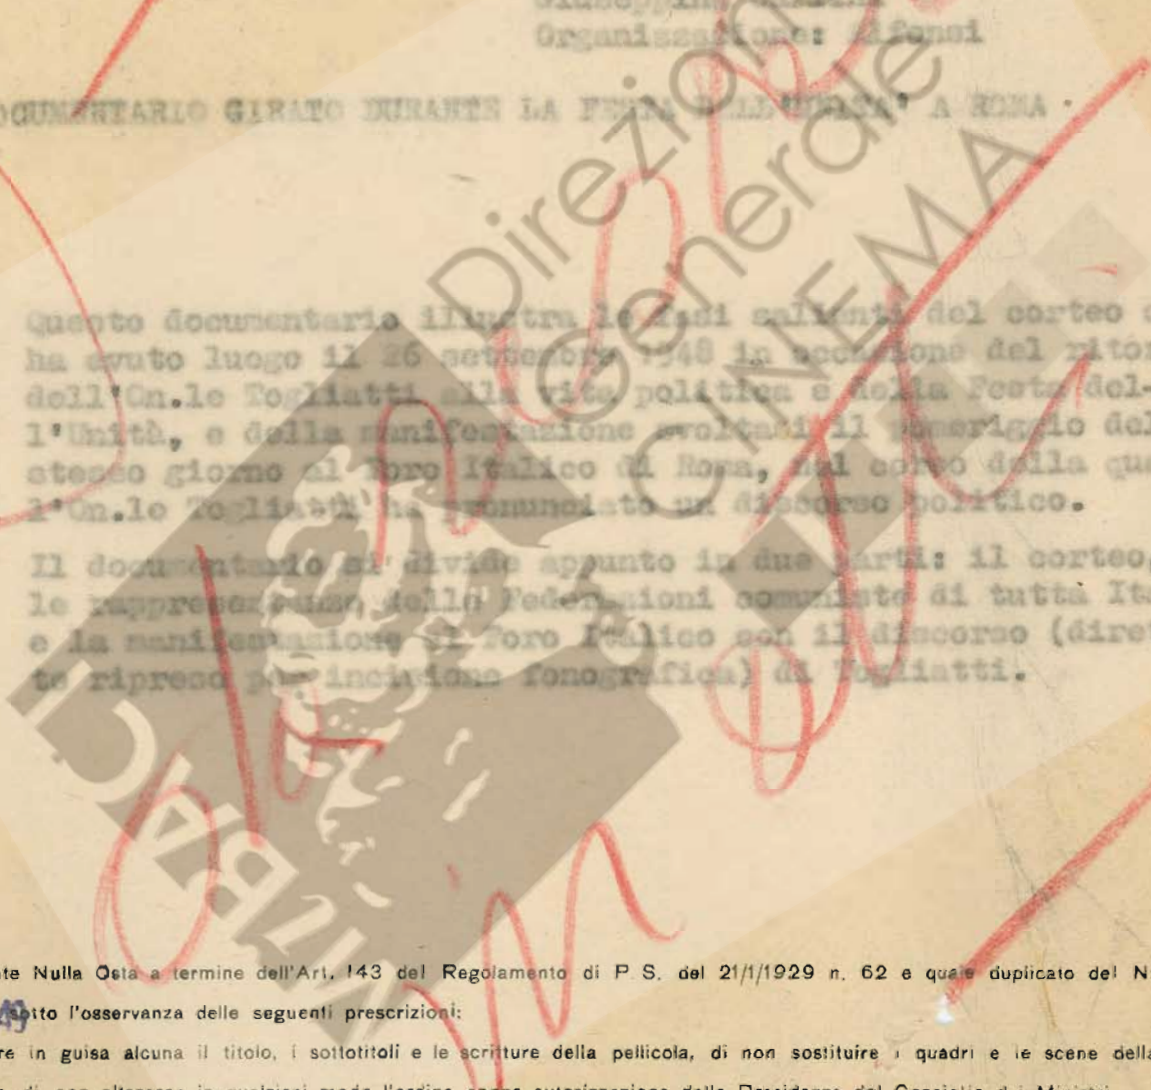 Organizzazione: Alfonsi
OCUMENTARIO GIRATO DURANTE LA FESTA DELL'UNITA' A ROMA
Direzion
Generale
CINEMA
Questo documentario illustra le fasi salienti del corteo
ha avuto luogo il 26 settembre 1948 in occasione del ritor
dell'On.le Togliatti alla vita politica e della Festa del-
l'Unità, e della manifestazione svoltasi il pomeriggio del
stesso giorno al Foro Italico di Roma, nel corso della qua
l'On.le Togliatti ha pronunciato un discorso politico.
Il documentario si divide appunto in due parti: il corteo,
le rappresentanze delle Federazioni comuniste di tutta Ita
e la manifestazione al Foro Italico con il discorso (diret
te ripreso per incisione fonografica) di Togliatti.
MiBACI
te Nulla Osta a termine dell'Art. 143 del Regolamento di P. S. del 21/1/1929 n. 62 e quale duplicato del N
49 sotto l'osservanza delle seguenti prescrizioni:
re in guisa alcuna il titolo, i sottotitoli e le scritture della pellicola, di non sostituire i quadri e le scene della